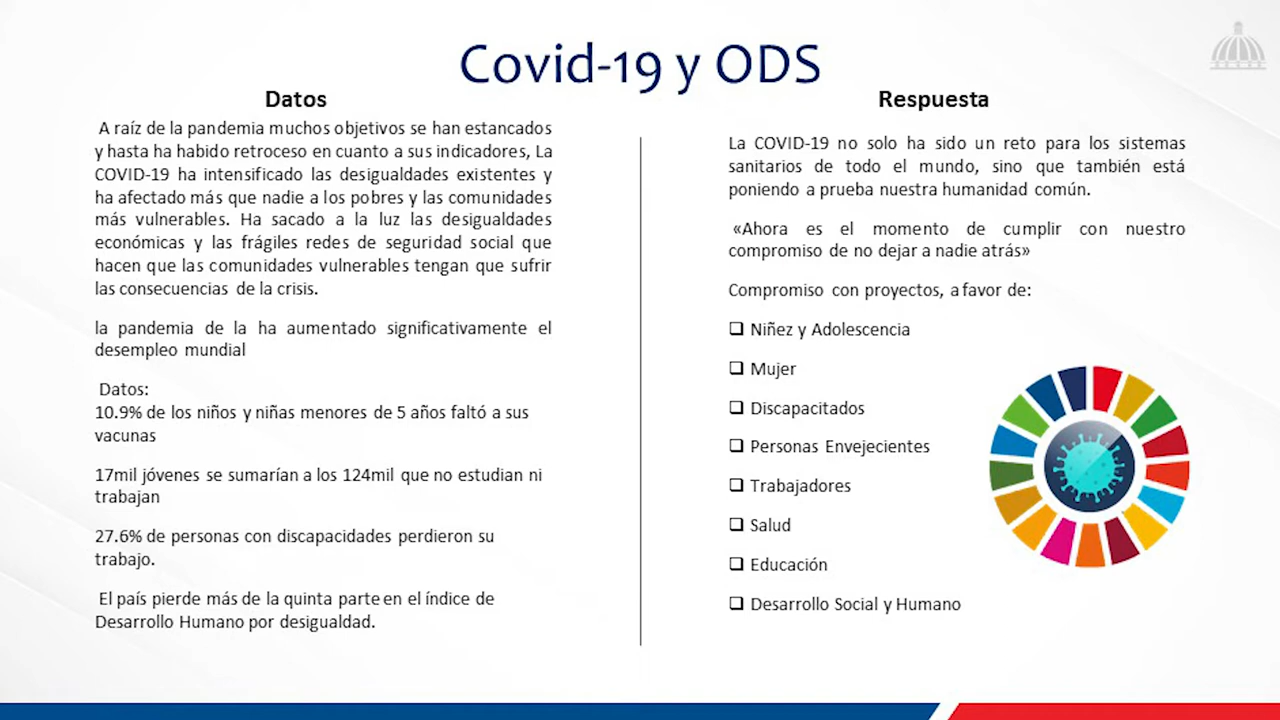 Covid-19 y ODS
Datos
A raíz de la pandemia muchos objetivos se han estancados
y hasta ha habido retroceso en cuanto a sus indicadores, La
COVID-19 ha intensificado las desigualdades existentes y
ha afectado más que nadie a los pobres y las comunidades
más vulnerables. Ha sacado a la luz las desigualdades
económicas y las frágiles redes de seguridad social que
hacen que las comunidades vulnerables tengan que sufrir
las consecuencias de la crisis.
la pandemia de la ha aumentado significativamente el
desempleo mundial
Datos:
10.9% de los niños y niñas menores de 5 años faltó a sus
vacunas
17mil jóvenes se sumarían a los 124mil que no estudian ni
trabajan
27.6% de personas con discapacidades perdieron su
trabajo.
El país pierde más de la quinta parte en el índice de
Desarrollo Humano por desigualdad.
Respuesta
La COVID-19 no solo ha sido un reto para los sistemas
sanitarios de todo el mundo, sino que también está
poniendo a prueba nuestra humanidad común.
«Ahora es el momento de cumplir con nuestro
compromiso de no dejar a nadie atrás»
Compromiso con proyectos, a favor de:
❑ Niñez y Adolescencia
❑ Mujer
❑ Discapacitados
❑ Personas Envejecientes
❑ Trabajadores
❑ Salud
❑ Educación
❑ Desarrollo Social y Humano